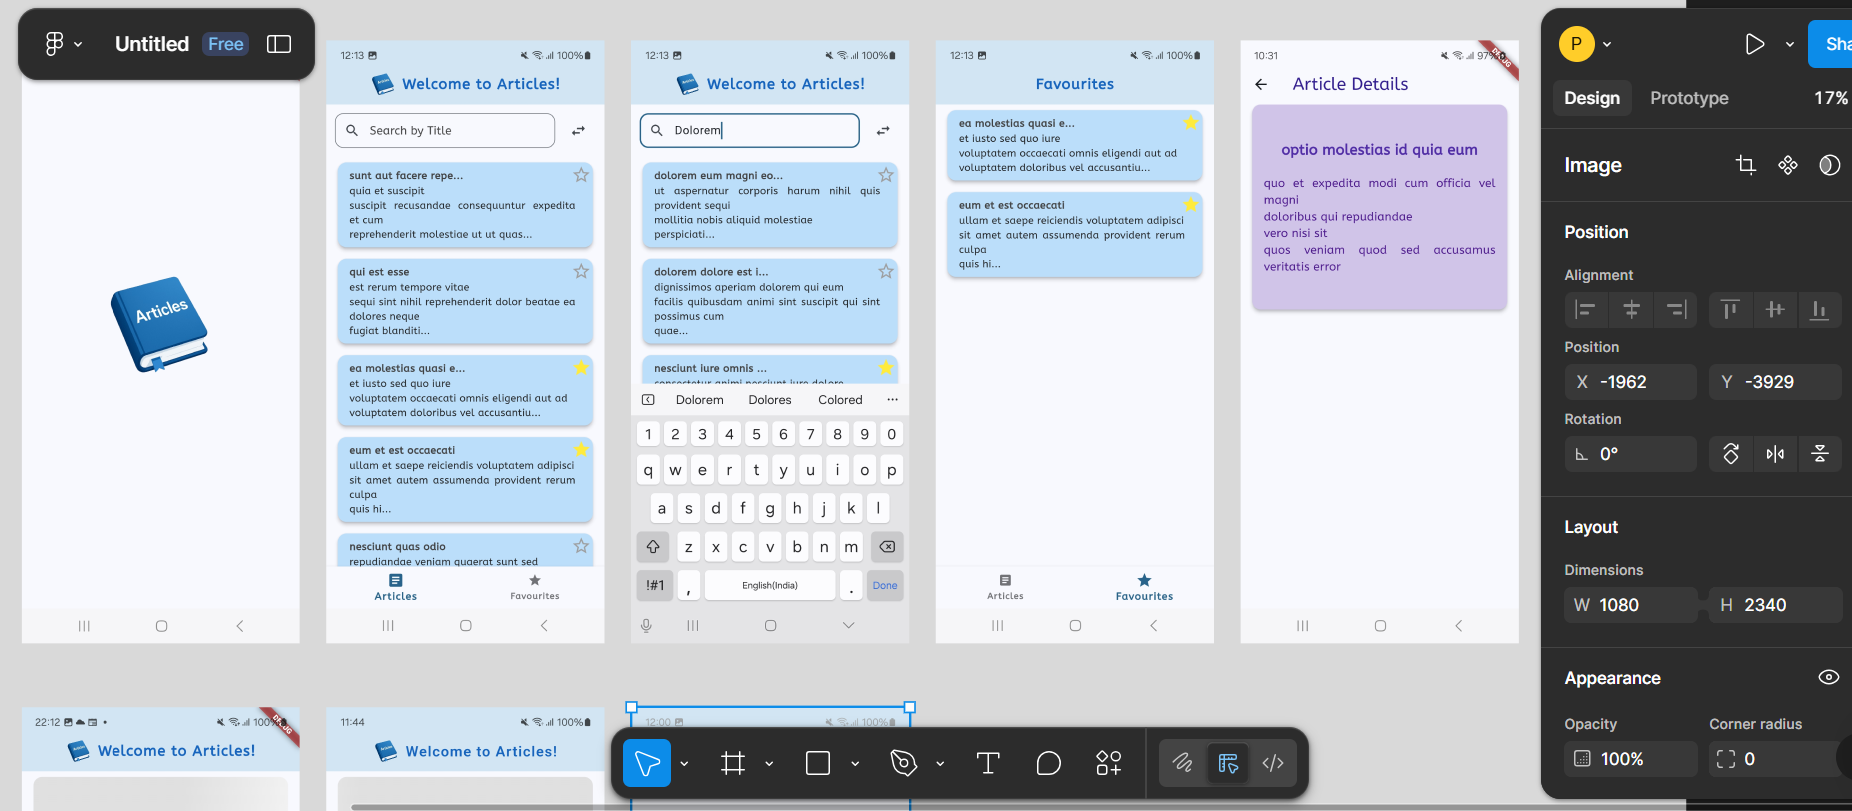 Untitled
Free
Articles
12:13
100%
Articles
Welcome to Articles!
Search by Title
sunt aut facere repe...
quia et suscipit
suscipit recusandae consequuntur expedita
et cum
reprehenderit molestiae ut ut quas...
qui est esse
est rerum tempore vitae
sequi sint nihil reprehenderit dolor beatae ea
dolores neque
fugiat blanditi...
ea molestias quasi e...
et iusto sed quo iure
voluptatem occaecati omnis eligendi aut ad
voluptatem doloribus vel accusantiu...
eum et est occaecati
ullam et saepe reiciendis voluptatem adipisci
sit amet autem assumenda provident rerum
culpa
quis hi...
nesciunt quas odio
repudiandae veniam quaerat sunt sed
Articles
Favourites
12:13
100%
Articles
Welcome to Articles!
Dolorem
dolorem eum magni eo...
ut aspernatur corporis harum nihil quis
provident sequi
mollitia nobis aliquid molestiae
perspiciati...
dolorem dolore est i...
dignissimos aperiam dolorem qui eum
facilis quibusdam animi sint suscipit qui sint
possimus cum
quae...
nesciunt iure omnis ...
consectetur animi nesciunt iure dolore
Dolorem Dolores Colored ...
1 2 3 4 5 6 7 8 9 0
q w e r t y u i o p
a s d f g h j k l
z x c v b n m
!#1 , English(India) . Done
12:13
100%
Favourites
ea molestias quasi e...
et iusto sed quo iure
voluptatem occaecati omnis eligendi aut ad
voluptatem doloribus vel accusantiu...
eum et est occaecati
ullam et saepe reiciendis voluptatem adipisci
sit amet autem assumenda provident rerum
culpa
quis hi...
Articles
Favourites
10:31
97%
Article Details
optio molestias id quia eum
quo et expedita modi cum officia vel
magni
doloribus qui repudiandae
vero nisi sit
quos veniam quod sed accusamus
veritatis error
22:12
100%
Welcome to Articles!
11:44
100%
Welcome to Articles!
12:00
100%
P
Sha
Design
Prototype
17%
Image
Position
Alignment
Position
X -1962
Y -3929
Rotation
0°
Layout
Dimensions
W 1080
H 2340
Appearance
Opacity
Corner radius
100%
0